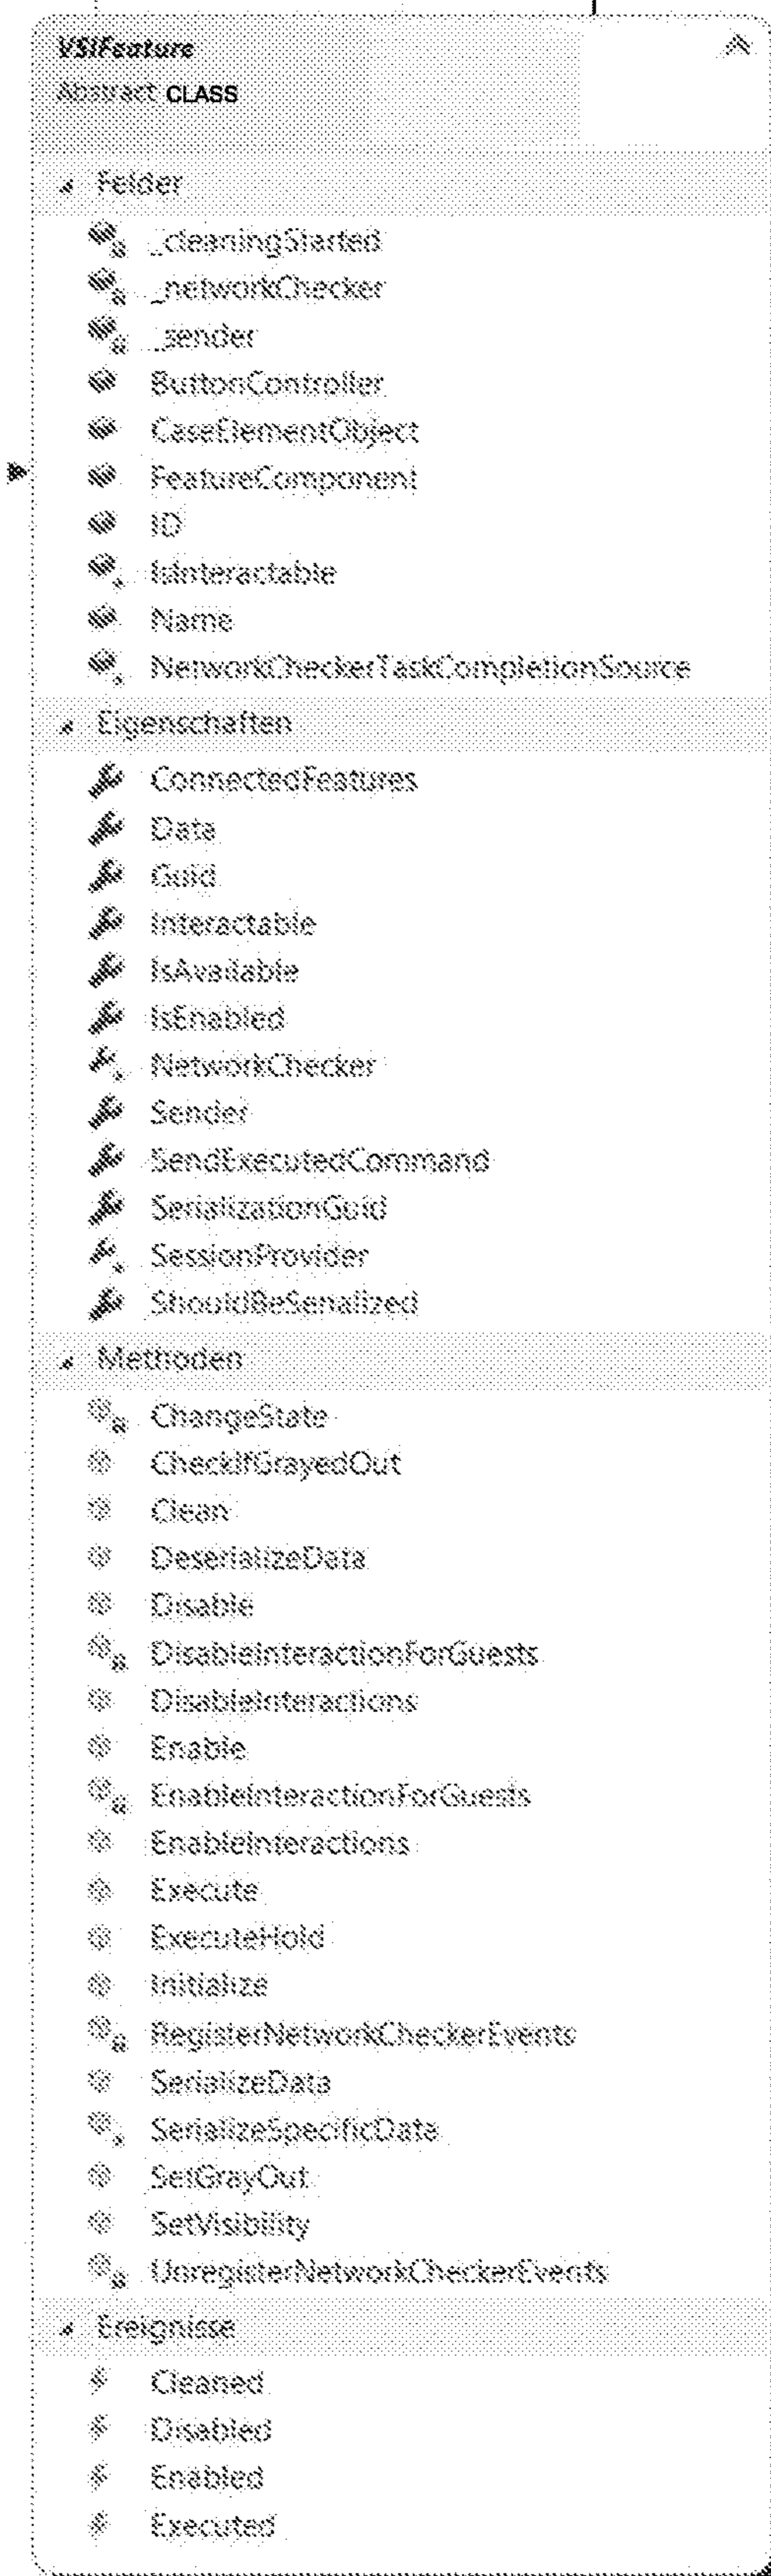 VSIFeature
Abstract CLASS
Felder
_cleaningStarted
_networkChecker
_sender
ButtonController
CaseElementObject
FeatureComponent
ID
IsInteractable
Name
NetworkCheckerTaskCompletionSource
Eigenschaften
ConnectedFeatures
Data
Guid
Interactable
IsAvailable
IsEnabled
NetworkChecker
Sender
SendExecutedCommand
SerializationGuid
SessionProvider
ShouldBeSerialized
Methoden
ChangeState
CheckIfGrayedOut
Clean
DeserializeData
Disable
DisableInteractionForGuests
DisableInteractions
Enable
EnableInteractionForGuests
EnableInteractions
Execute
ExecuteHold
Initialize
RegisterNetworkCheckerEvents
SerializeData
SerializeSpecificData
SetGrayOut
SetVisibility
UnregisterNetworkCheckerEvents
Ereignisse
Cleaned
Disabled
Enabled
Executed